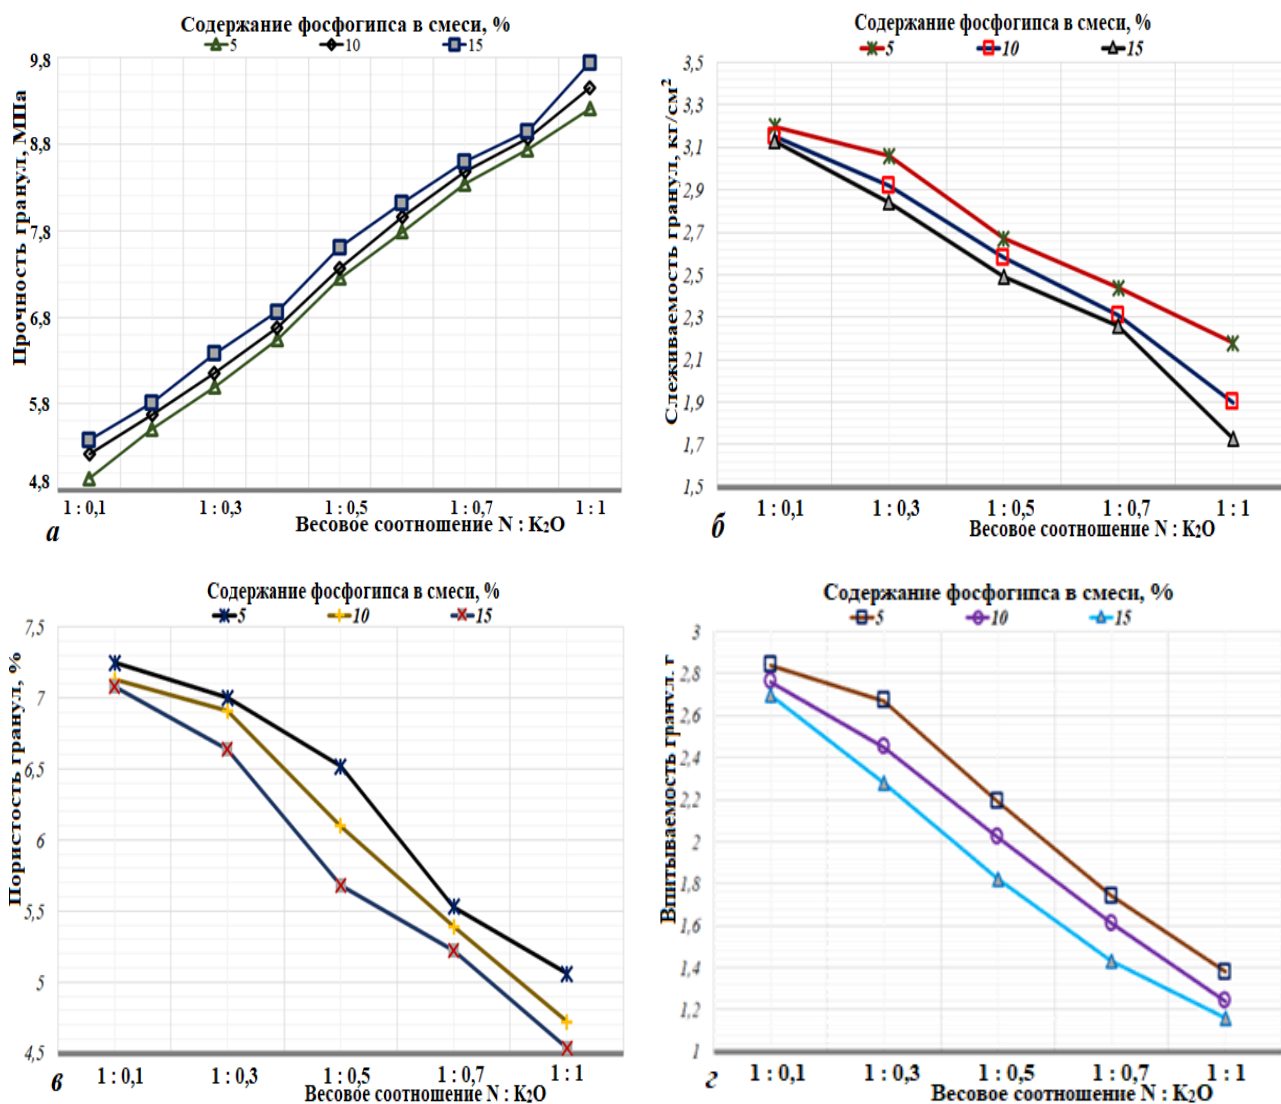 Содержание фосфогипса в смеси, %
5 10 15
Прочность гранул, МПа
9,8
8,8
7,8
6,8
5,8
4,8
1 : 0,1 1 : 0,3 1 : 0,5 1 : 0,7 1 : 1
Весовое соотношение N : K₂O
а
Содержание фосфогипса в смеси, %
5 10 15
Слеживаемость гранул, кг/см²
3,5
3,3
3,1
2,9
2,7
2,5
2,3
2,1
1,9
1,7
1,5
1 : 0,1 1 : 0,3 1 : 0,5 1 : 0,7 1 : 1
Весовое соотношение N : K₂O
б
Содержание фосфогипса в смеси, %
5 10 15
Пористость гранул, %
7,5
7
6,5
6
5,5
5
4,5
1 : 0,1 1 : 0,3 1 : 0,5 1 : 0,7 1 : 1
Весовое соотношение N : K₂O
в
Содержание фосфогипса в смеси, %
5 10 15
Впитываемость гранул, г
3
2,8
2,6
2,4
2,2
2
1,8
1,6
1,4
1,2
1
1 : 0,1 1 : 0,3 1 : 0,5 1 : 0,7 1 : 1
Весовое соотношение N : K₂O
г